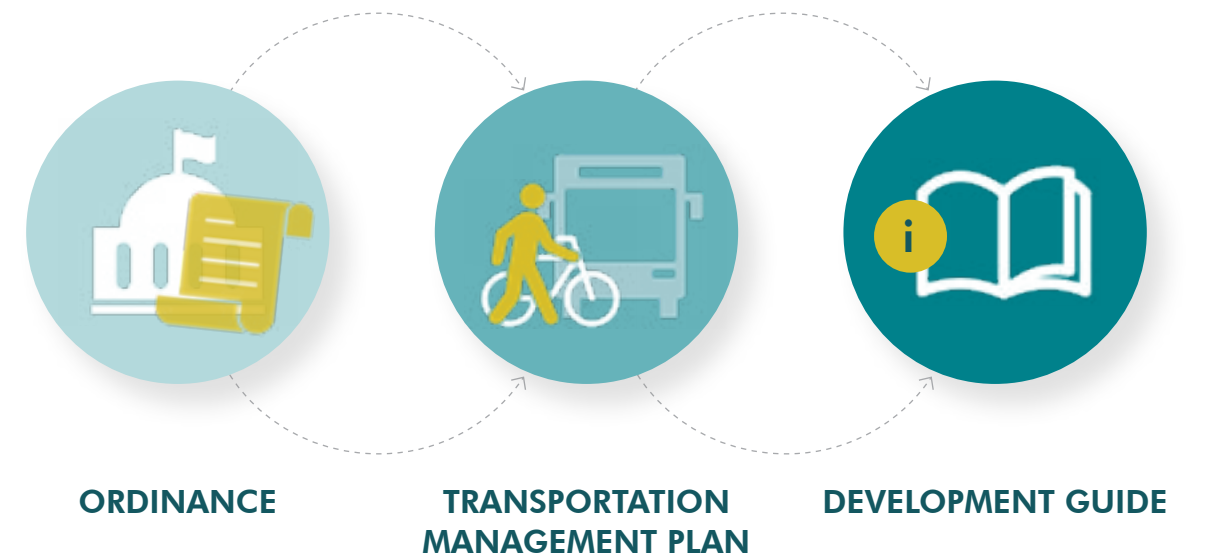 i
ORDINANCE
TRANSPORTATION
MANAGEMENT PLAN
DEVELOPMENT GUIDE